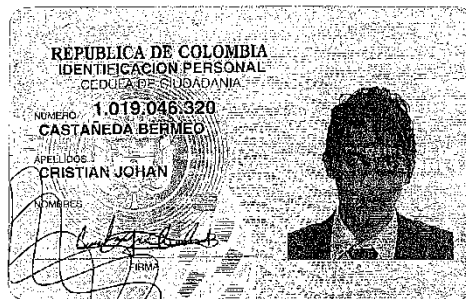 REPUBLICA DE COLOMBIA
IDENTIFICACION PERSONAL
CEDULA DE CIUDADANIA
NUMERO 1.019.046.320
CASTAÑEDA BERMEO
APELLIDOS
CRISTIAN JOHAN
NOMBRES
FIRMA